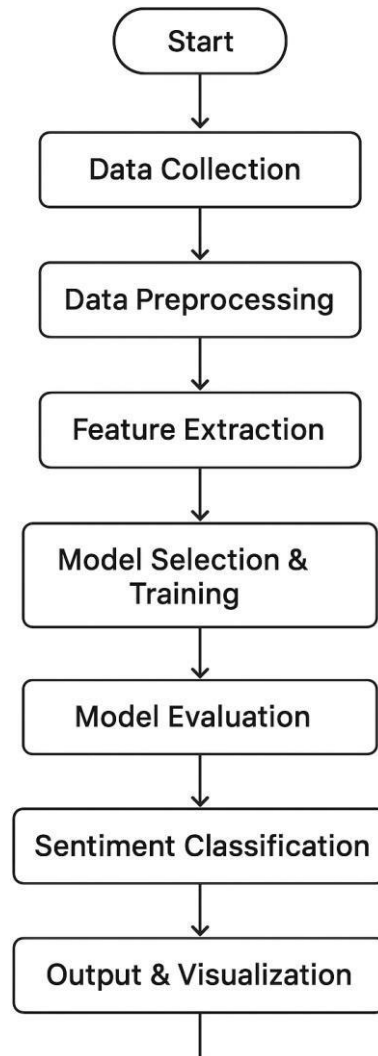 Start
Data Collection
Data Preprocessing
Feature Extraction
Model Selection &
Training
Model Evaluation
Sentiment Classification
Output & Visualization